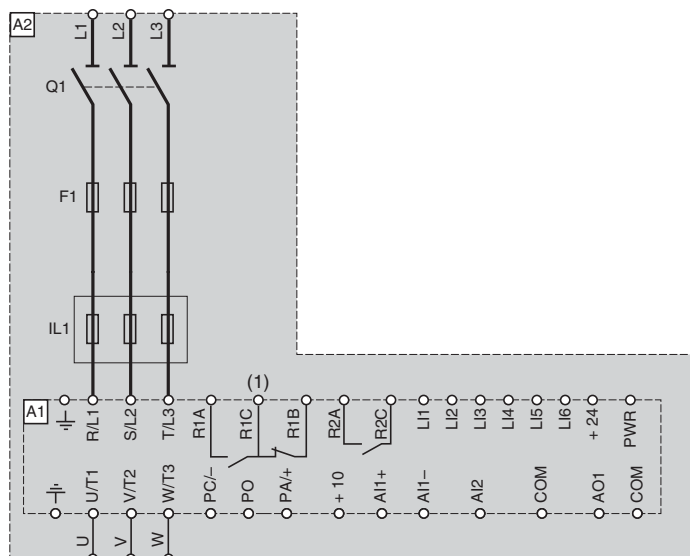 A2
L1 L2 L3
Q1
F1
IL1
(1)
A1
R/L1 S/L2 T/L3 R1A R1C R1B R2A R2C LI1 LI2 LI3 LI4 LI5 LI6 + 24 PWR
U/T1 V/T2 W/T3 PC/– PO PA/+ + 10 AI1+ AI1– AI2 COM AO1 COM
U V W